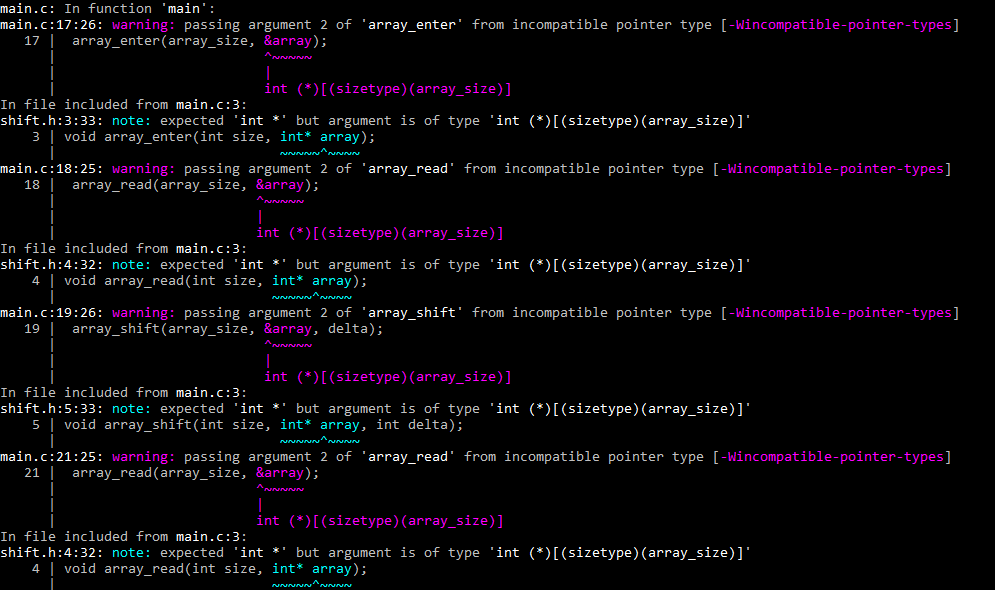 main.c: In function 'main':
main.c:17:26: warning: passing argument 2 of 'array_enter' from incompatible pointer type [-Wincompatible-pointer-types]
   17 |  array_enter(array_size, &array);
      |                          ^~~~~~
      |                          |
      |                          int (*)[(sizetype)(array_size)]
In file included from main.c:3:
shift.h:3:33: note: expected 'int *' but argument is of type 'int (*)[(sizetype)(array_size)]'
    3 | void array_enter(int size, int* array);
      |                            ~~~~~^~~~~
main.c:18:25: warning: passing argument 2 of 'array_read' from incompatible pointer type [-Wincompatible-pointer-types]
   18 |  array_read(array_size, &array);
      |                         ^~~~~~
      |                         |
      |                         int (*)[(sizetype)(array_size)]
In file included from main.c:3:
shift.h:4:32: note: expected 'int *' but argument is of type 'int (*)[(sizetype)(array_size)]'
    4 | void array_read(int size, int* array);
      |                           ~~~~~^~~~~
main.c:19:26: warning: passing argument 2 of 'array_shift' from incompatible pointer type [-Wincompatible-pointer-types]
   19 |  array_shift(array_size, &array, delta);
      |                          ^~~~~~
      |                          |
      |                          int (*)[(sizetype)(array_size)]
In file included from main.c:3:
shift.h:5:33: note: expected 'int *' but argument is of type 'int (*)[(sizetype)(array_size)]'
    5 | void array_shift(int size, int* array, int delta);
      |                            ~~~~~^~~~~
main.c:21:25: warning: passing argument 2 of 'array_read' from incompatible pointer type [-Wincompatible-pointer-types]
   21 |  array_read(array_size, &array);
      |                         ^~~~~~
      |                         |
      |                         int (*)[(sizetype)(array_size)]
In file included from main.c:3:
shift.h:4:32: note: expected 'int *' but argument is of type 'int (*)[(sizetype)(array_size)]'
    4 | void array_read(int size, int* array);
      |                           ~~~~~^~~~~